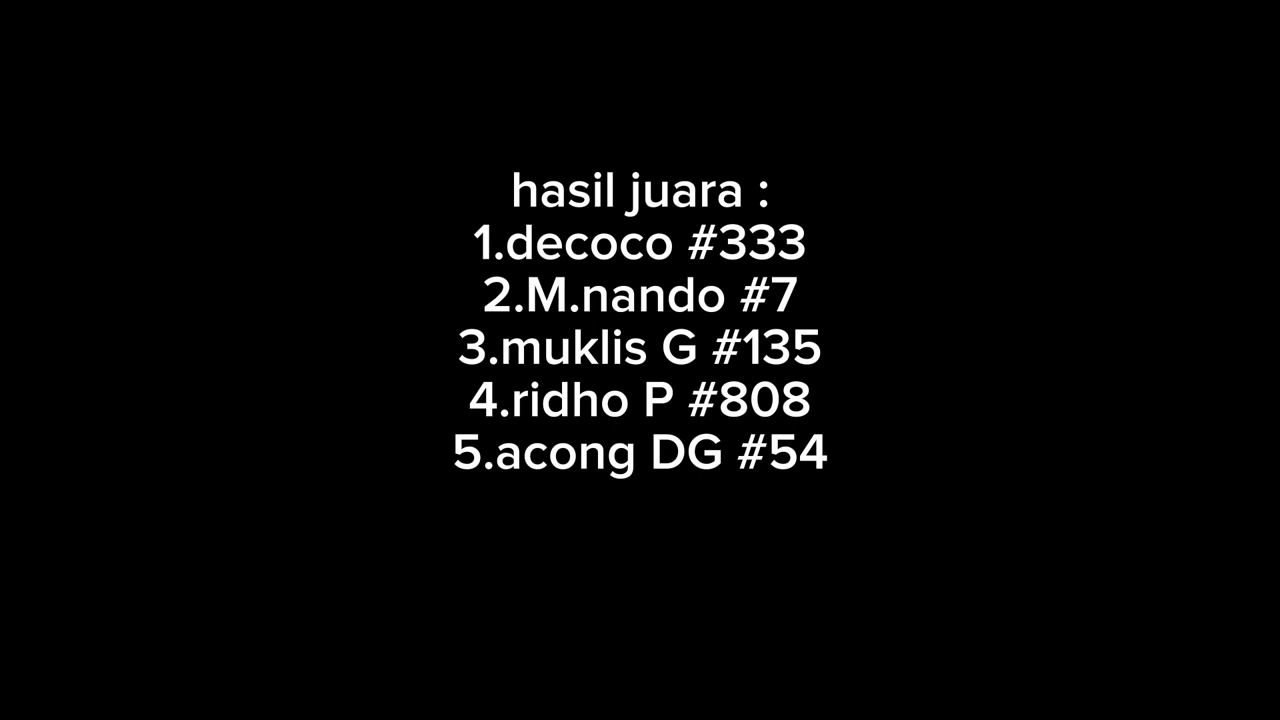 hasil juara :
1.decoco #333
2.M.nando #7
3.muklis G #135
4.ridho P #808
5.acong DG #54